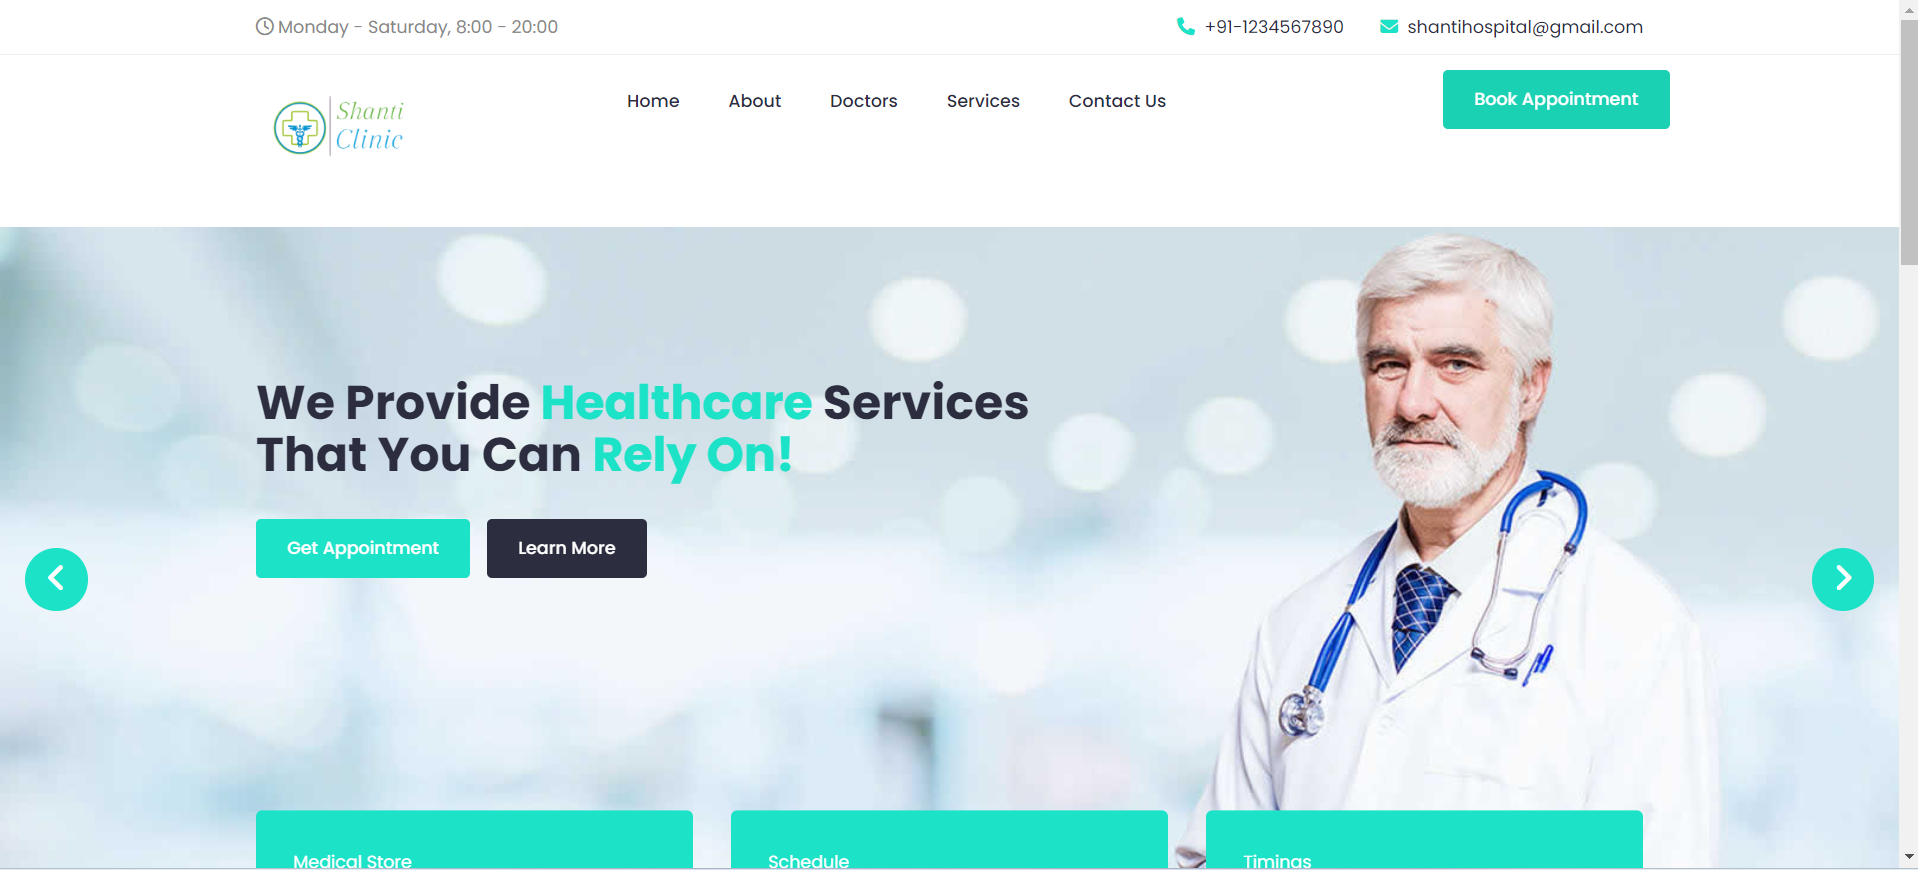 Monday - Saturday, 8:00 - 20:00
+91-1234567890
shantihospital@gmail.com
Shanti
Clinic
Home
About
Doctors
Services
Contact Us
Book Appointment
We Provide Healthcare Services
That You Can Rely On!
Get Appointment
Learn More
Medical Store
Schedule
Timings